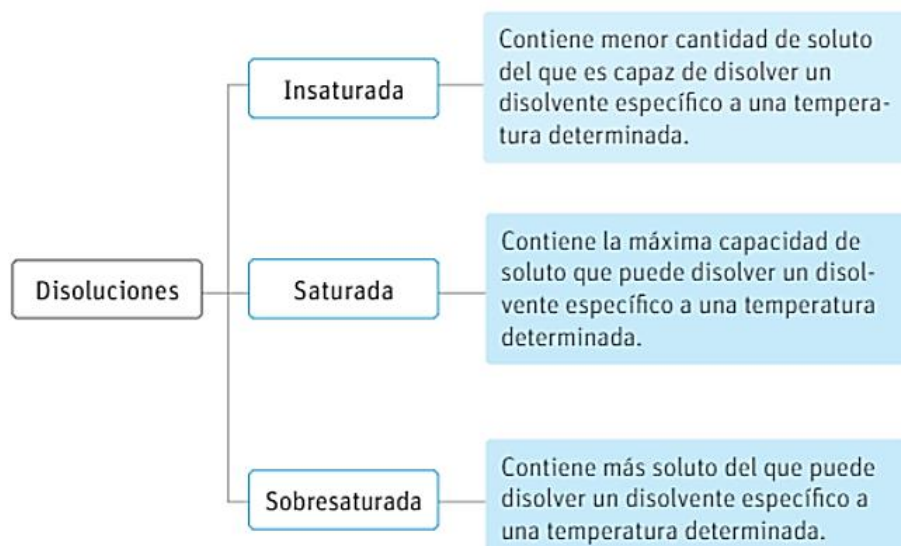 Disoluciones
Insaturada
Contiene menor cantidad de soluto
del que es capaz de disolver un
disolvente específico a una tempera-
tura determinada.
Saturada
Contiene la máxima capacidad de
soluto que puede disolver un disol-
vente específico a una temperatura
determinada.
Sobresaturada
Contiene más soluto del que puede
disolver un disolvente específico a
una temperatura determinada.